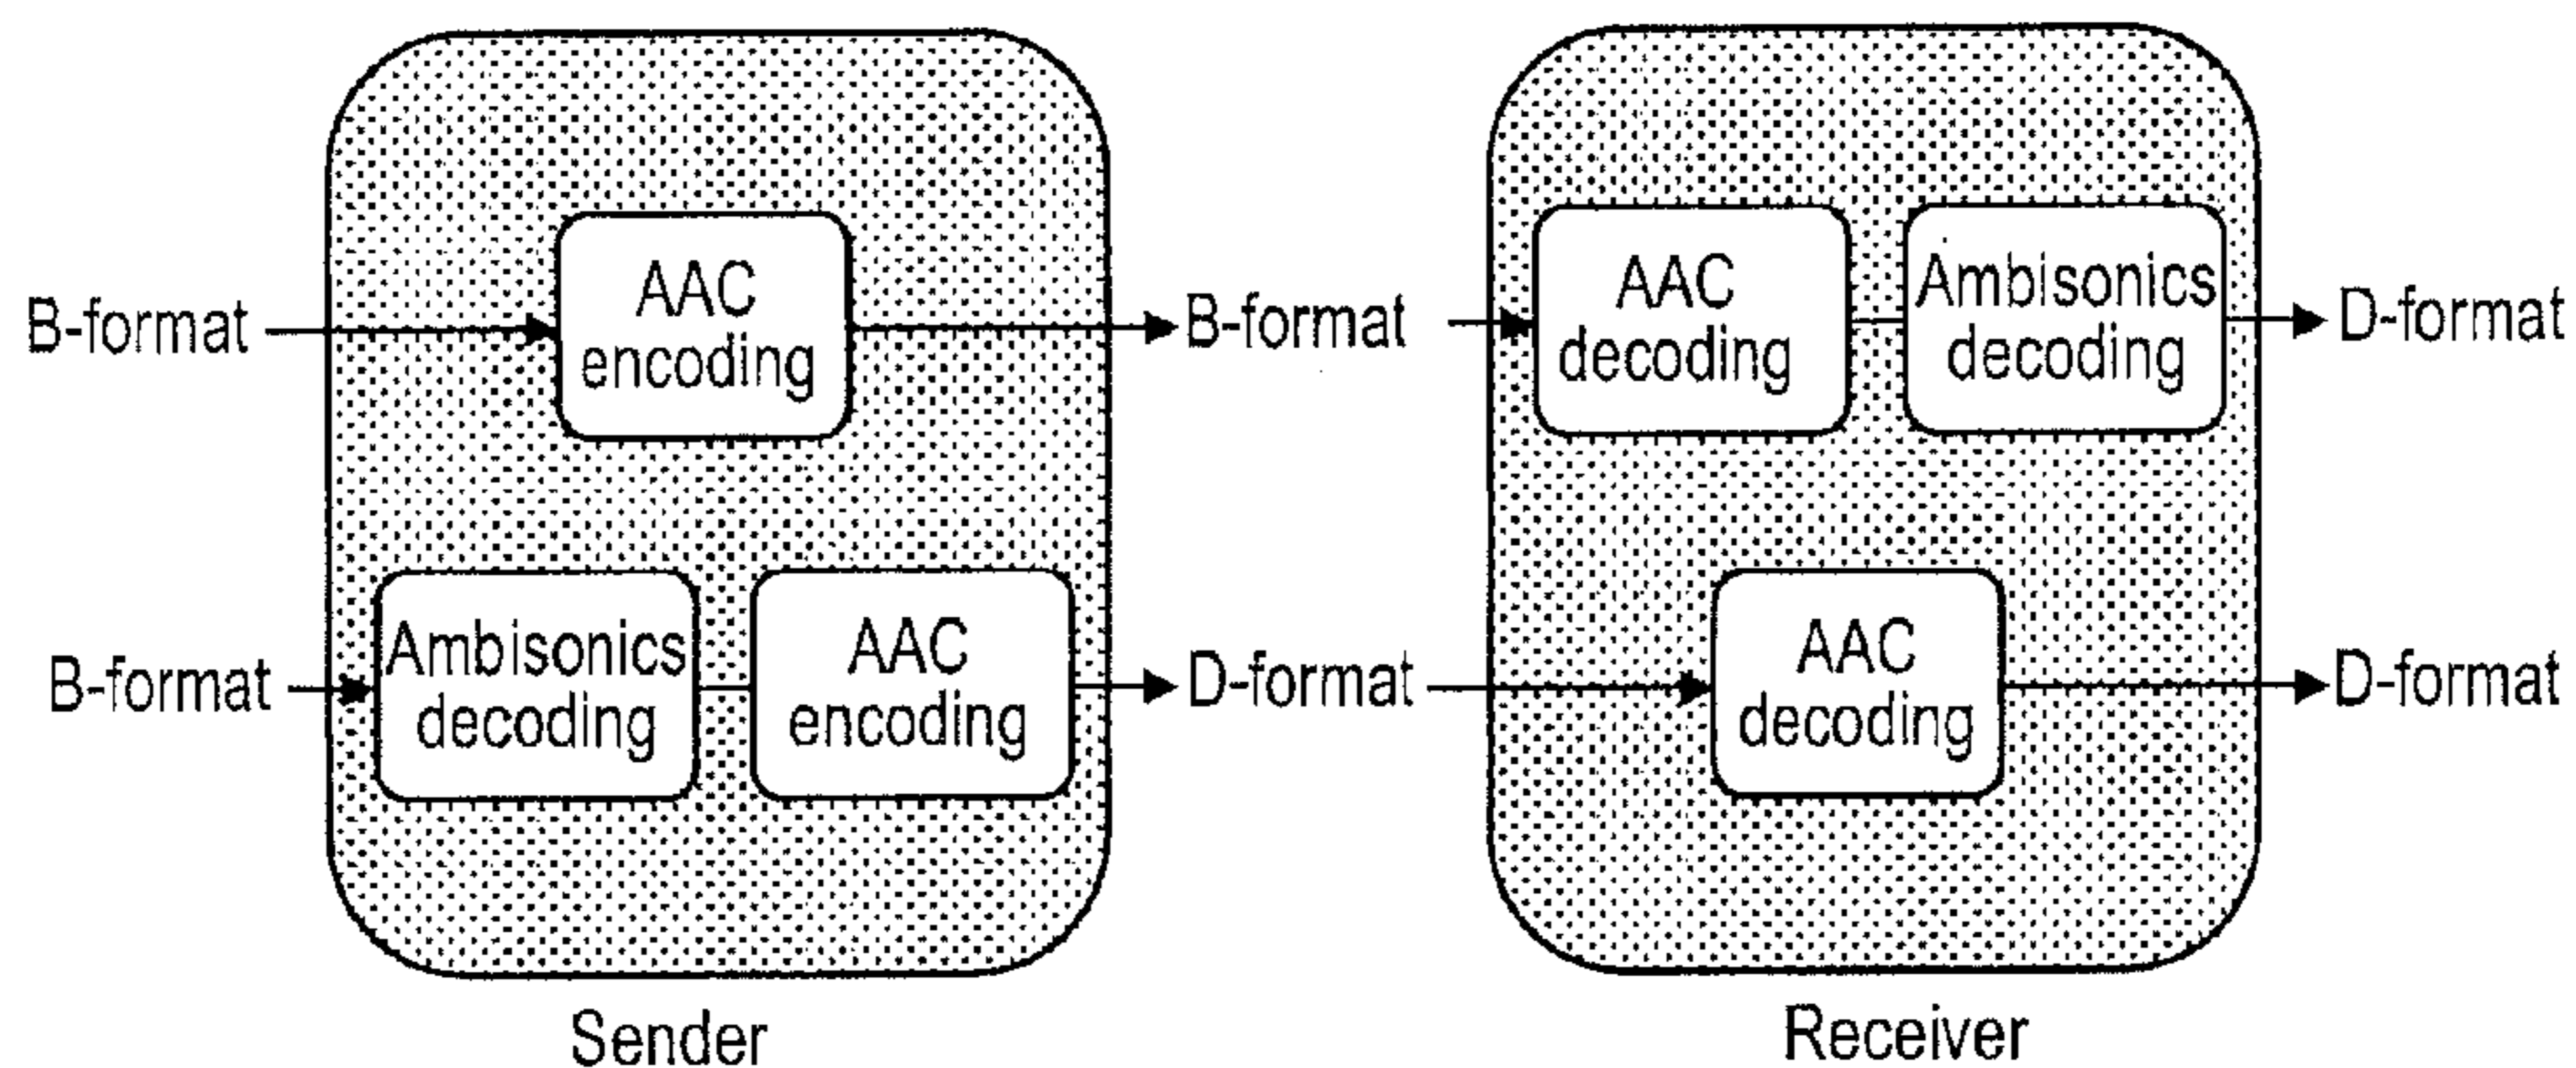 B-format
AAC
encoding
B-format
AAC
decoding
Ambisonics
decoding
D-format
B-format
Ambisonics
decoding
AAC
encoding
D-format
AAC
decoding
D-format
Sender
Receiver